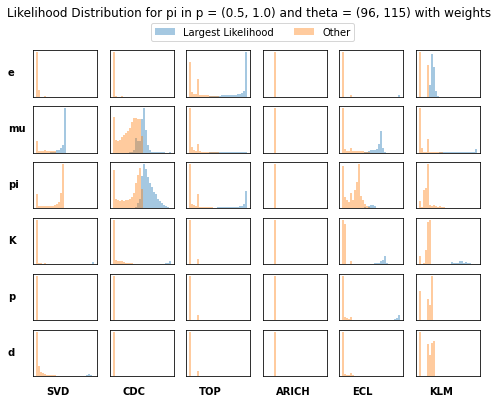 Likelihood Distribution for pi in p = (0.5, 1.0) and theta = (96, 115) with weights
Largest Likelihood Other
e
mu
pi
K
p
d
SVD CDC TOP ARICH ECL KLM